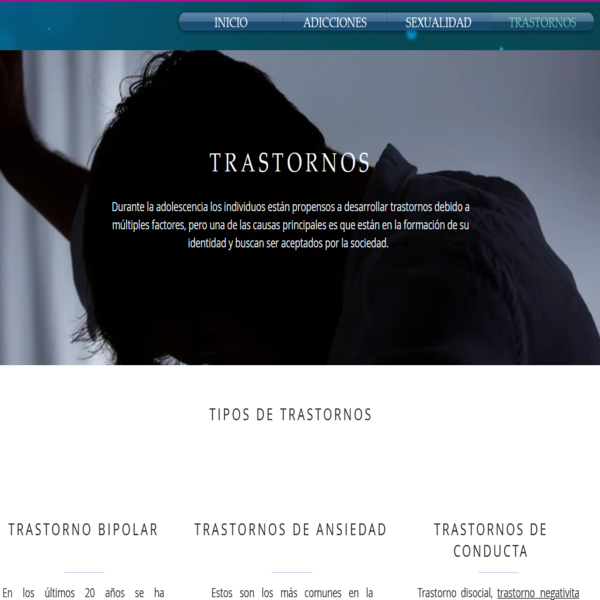 INICIO ADICCIONES SEXUALIDAD TRASTORNOS
TRASTORNOS
Durante la adolescencia los individuos están propensos a desarrollar trastornos debido a
múltiples factores, pero una de las causas principales es que están en la formación de su
identidad y buscan ser aceptados por la sociedad.
TIPOS DE TRASTORNOS
TRASTORNO BIPOLAR
En los últimos 20 años se ha
TRASTORNOS DE ANSIEDAD
Estos son los más comunes en la
TRASTORNOS DE
CONDUCTA
Trastorno disocial, trastorno negativita